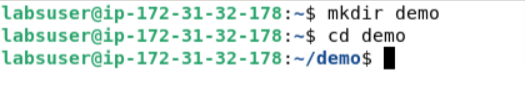 labsuser@ip-172-31-32-178:~$ mkdir demo
labsuser@ip-172-31-32-178:~$ cd demo
labsuser@ip-172-31-32-178:~/demo$